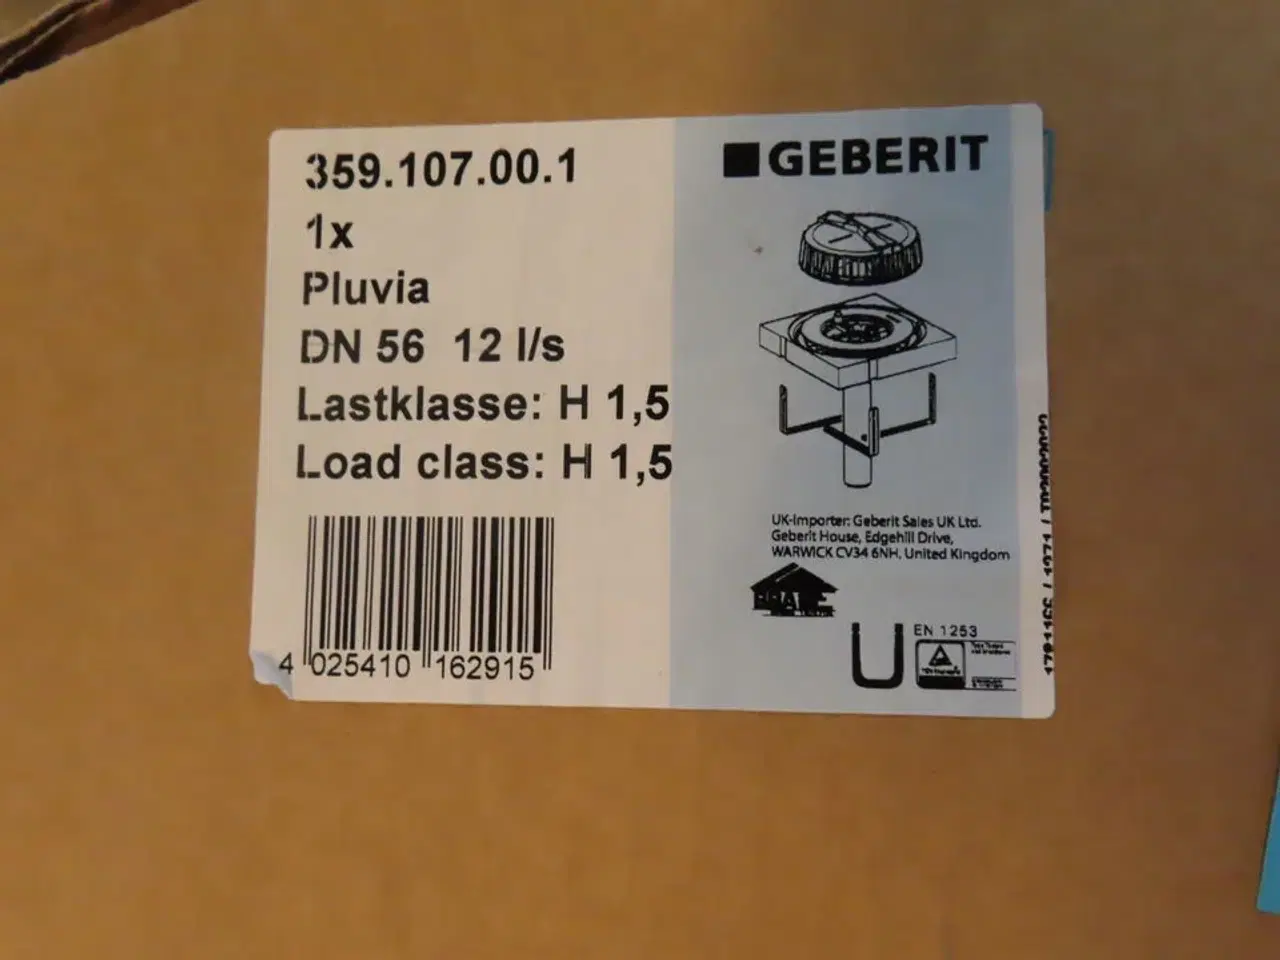 359.107.00.1
1x
Pluvia
DN 56 12 l/s
Lastklasse: H 1,5
Load class: H 1,5
4 025410 162915
GEBERIT
UK-Importer: Geberit Sales UK Ltd.
Geberit House, Edgehill Drive,
WARWICK CV34 6NH, United Kingdom
EN 1253